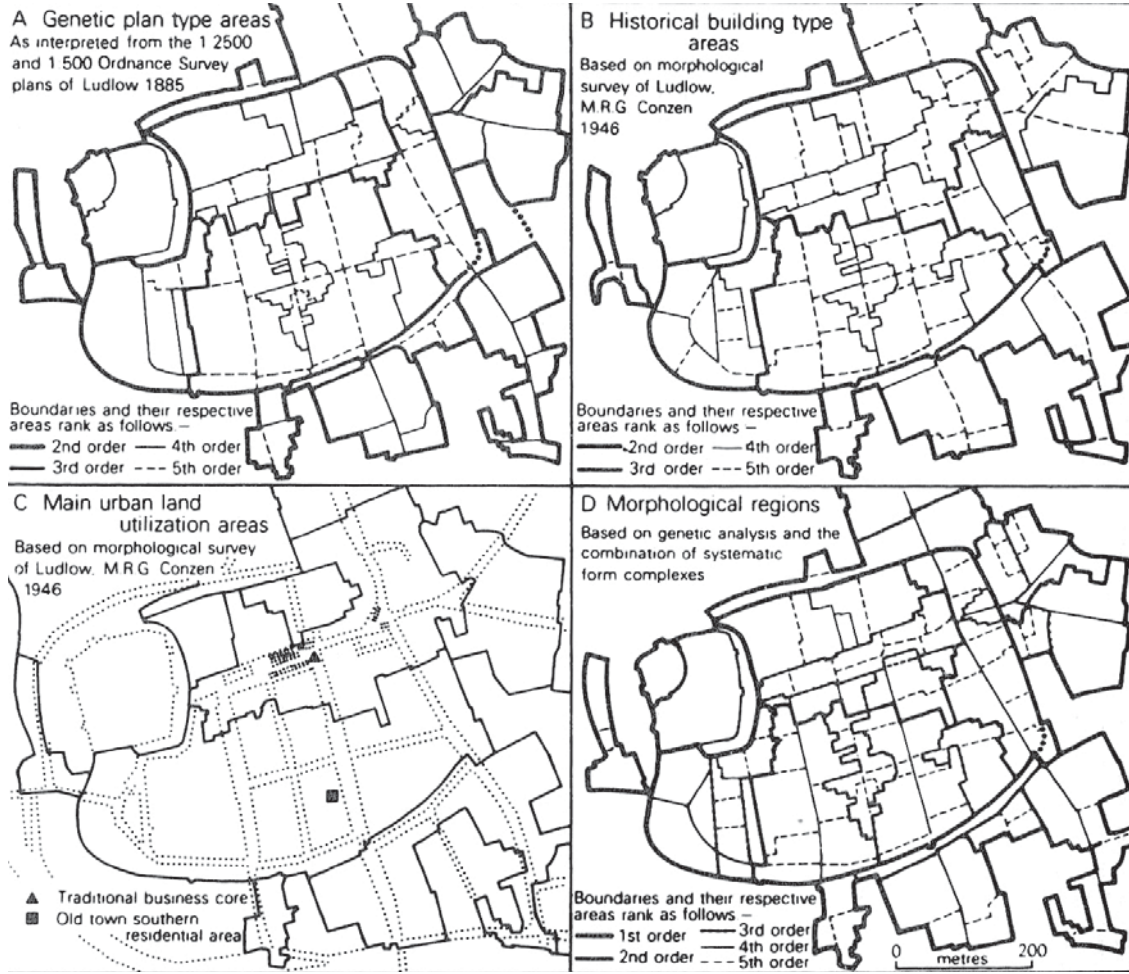 A Genetic plan type areas
As interpreted from the 1 2500
and 1 500 Ordnance Survey
plans of Ludlow 1885
Boundaries and their respective
areas rank as follows –
2nd order 4th order
3rd order 5th order
B Historical building type
areas
Based on morphological
survey of Ludlow,
M.R.G Conzen
1946
Boundaries and their respective
areas rank as follows –
2nd order 4th order
3rd order 5th order
C Main urban land
utilization areas
Based on morphological survey
of Ludlow, M.R.G Conzen
1946
Traditional business core
Old town southern
residential area
D Morphological regions
Based on genetic analysis and the
combination of systematic
form complexes
Boundaries and their respective
areas rank as follows –
1st order 3rd order
2nd order 4th order
5th order
0 metres 200